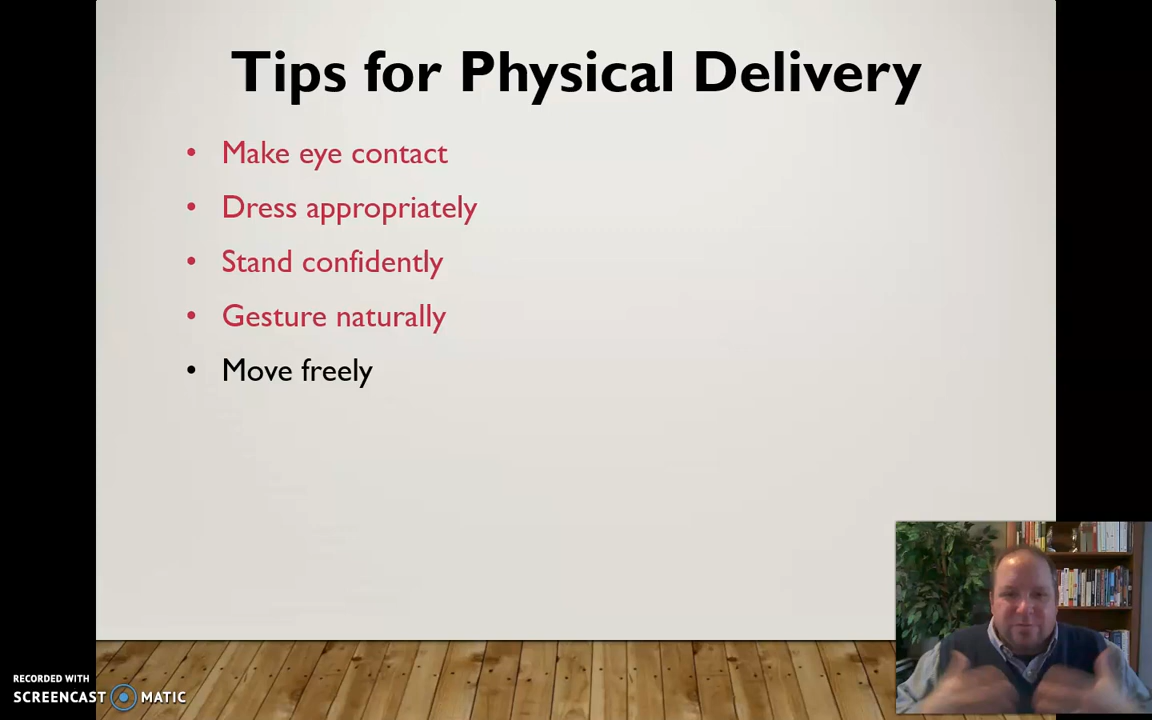 Tips for Physical Delivery
• Make eye contact
• Dress appropriately
• Stand confidently
• Gesture naturally
• Move freely
RECORDED WITH
SCREENCAST MATIC